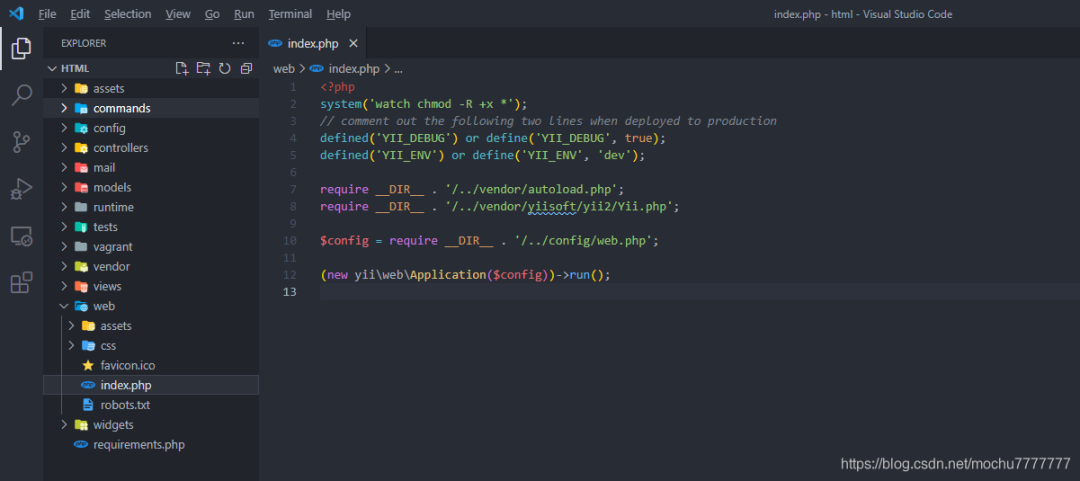 File Edit Selection View Go Run Terminal Help
index.php - html - Visual Studio Code
EXPLORER
HTML
assets
commands
config
controllers
mail
models
runtime
tests
vagrant
vendor
views
web
assets
css
favicon.ico
index.php
robots.txt
widgets
requirements.php
index.php
web > index.php > ...
1 <?php
2 system('watch chmod -R +x *');
3 // comment out the following two lines when deployed to production
4 defined('YII_DEBUG') or define('YII_DEBUG', true);
5 defined('YII_ENV') or define('YII_ENV', 'dev');
6
7 require __DIR__ . '/../vendor/autoload.php';
8 require __DIR__ . '/../vendor/yiisoft/yii2/Yii.php';
9
10 $config = require __DIR__ . '/../config/web.php';
11
12 (new yii\web\Application($config))->run();
13
https://blog.csdn.net/mochu7777777